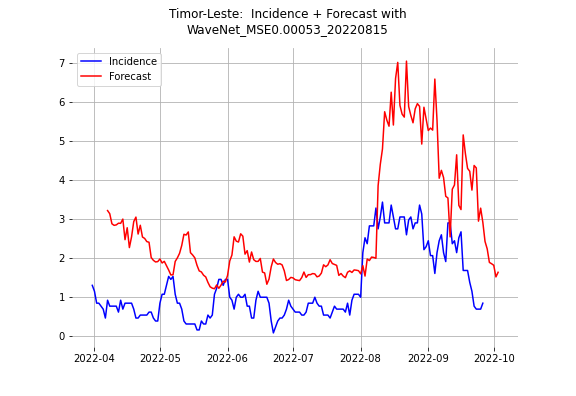 Timor-Leste:  Incidence + Forecast with
WaveNet_MSE0.00053_20220815
Incidence
Forecast
7
6
5
4
3
2
1
0
2022-04 2022-05 2022-06 2022-07 2022-08 2022-09 2022-10